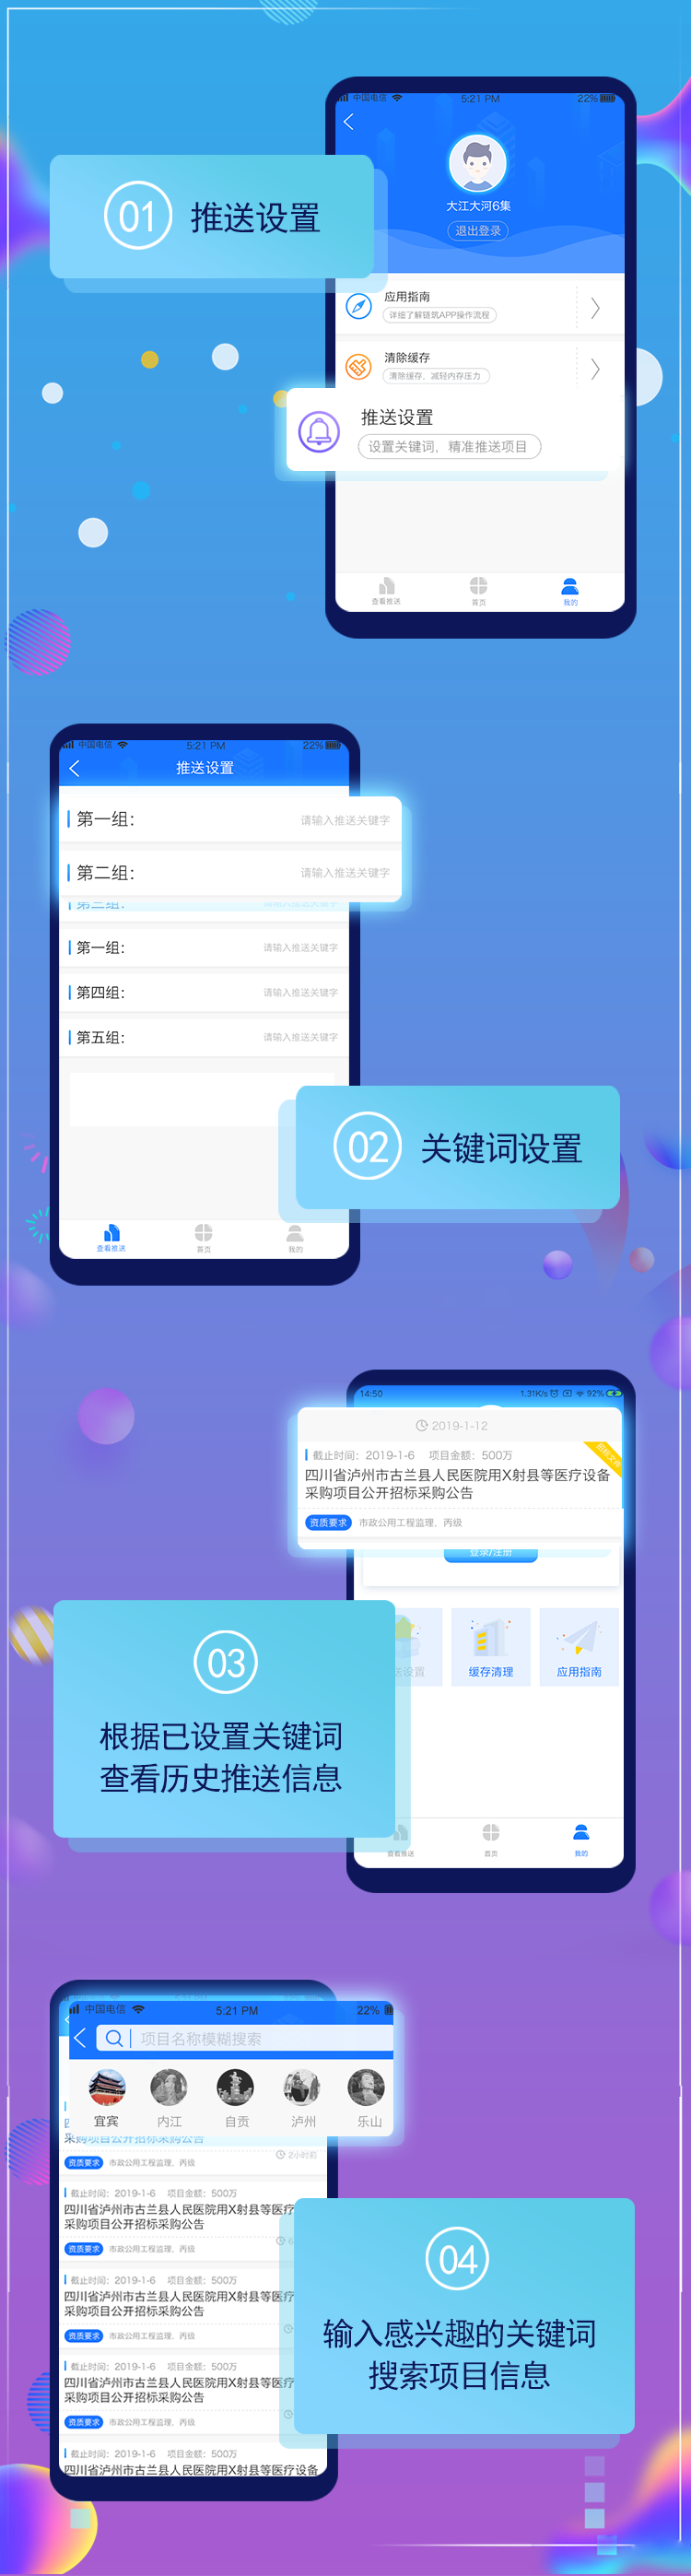 中国电信
5:21 PM
22%
01 推送设置
大江大河6集
退出登录
应用指南
详细了解链筑APP操作流程
清除缓存
清除缓存，减轻内存压力
推送设置
设置关键词，精准推送项目
查看推送
首页
我的
中国电信
5:21 PM
22%
推送设置
第一组：
请输入推送关键字
第二组：
请输入推送关键字
第一组：
请输入推送关键字
第四组：
请输入推送关键字
第五组：
请输入推送关键字
02 关键词设置
查看推送
首页
我的
14:50
1.31K/s
92%
2019-1-12
截止时间：2019-1-6 项目金额：500万
招标文件
四川省泸州市古兰县人民医院用X射县等医疗设备
采购项目公开招标采购公告
资质要求 市政公用工程监理，丙级
登录/注册
03
根据已设置关键词
查看历史推送信息
设置
缓存清理
应用指南
查看推送
首页
我的
中国电信
5:21 PM
22%
项目名称模糊搜索
宜宾
内江
自贡
泸州
乐山
采购项目公开招标采购公告
2小时前
资质要求 市政公用工程监理，丙级
截止时间：2019-1-6 项目金额：500万
四川省泸州市古兰县人民医院用X射县等医疗
采购项目公开招标采购公告
资质要求 市政公用工程监理，丙级
截止时间：2019-1-6 项目金额：500万
四川省泸州市古兰县人民医院用X射县等医疗
采购项目公开招标采购公告
资质要求 市政公用工程监理，丙级
截止时间：2019-1-6 项目金额：500万
四川省泸州市古兰县人民医院用X射县等医疗
采购项目公开招标采购公告
资质要求 市政公用工程监理，丙级
截止时间：2019-1-6 项目金额：500万
四川省泸州市古兰县人民医院用X射县等医疗设备
04
输入感兴趣的关键词
搜索项目信息